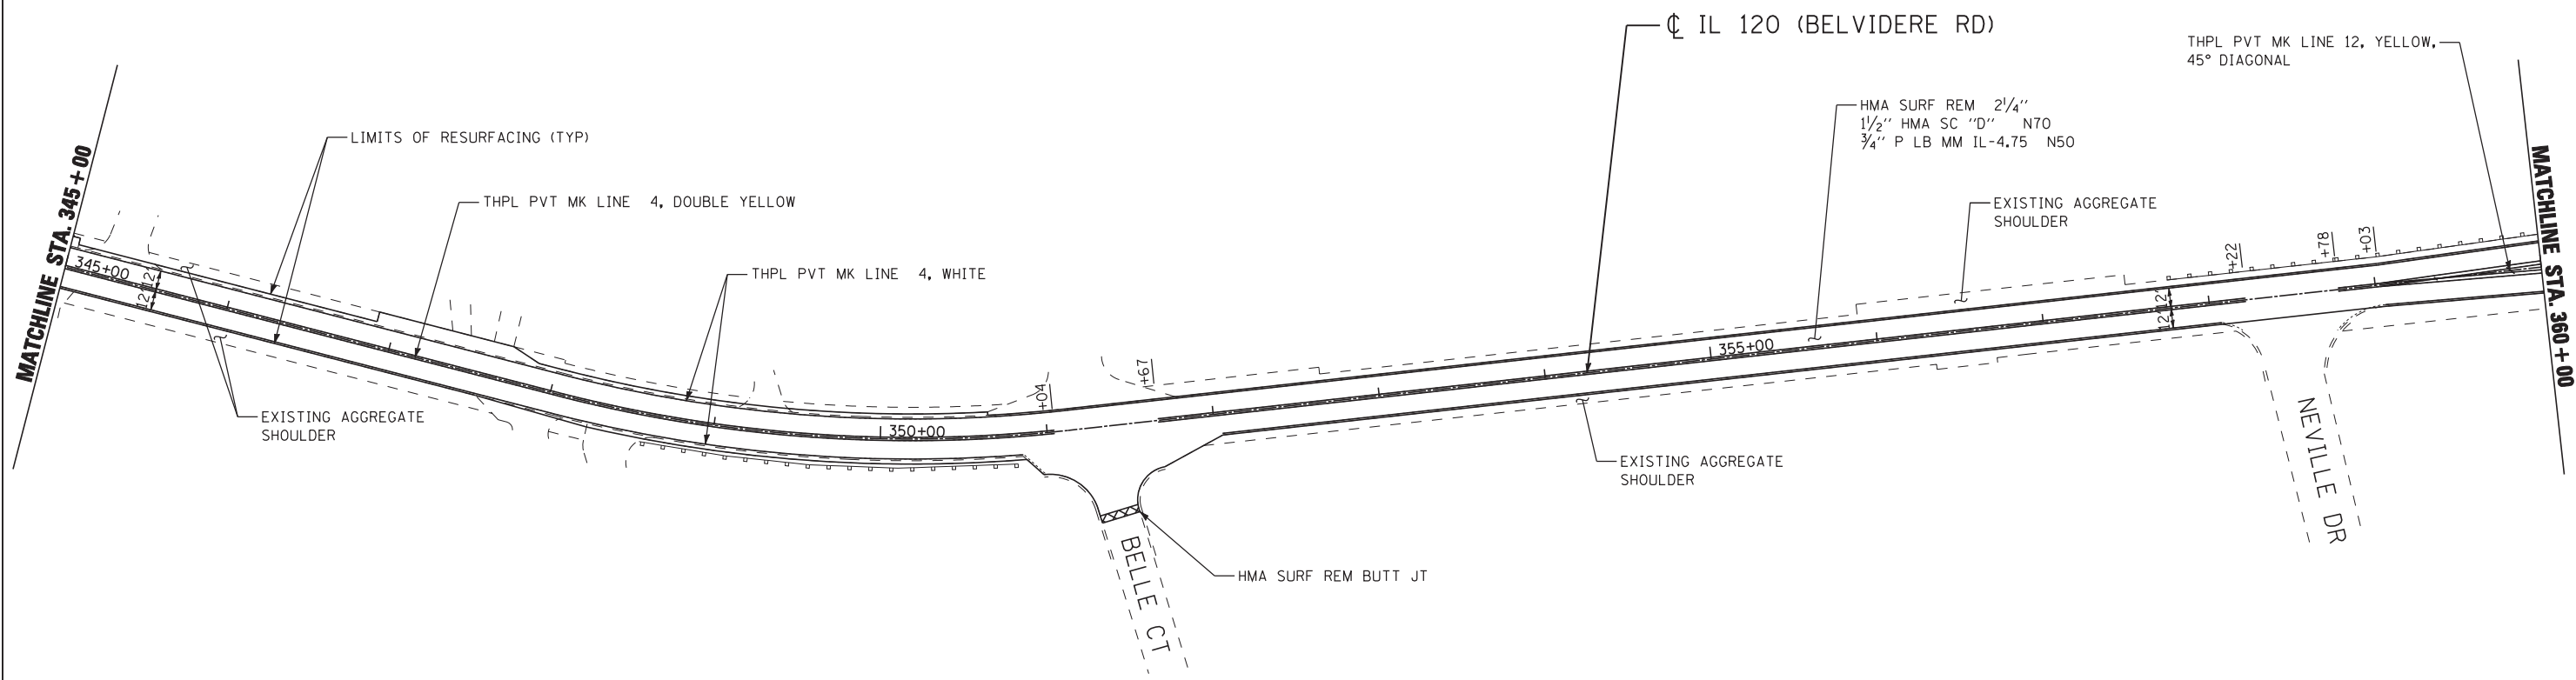 ℄ IL 120 (BELVIDERE RD)
THPL PVT MK LINE 12, YELLOW,
45° DIAGONAL
HMA SURF REM 2 1/4"
1 1/2" HMA SC "D" N70
3/4" P LB MM IL-4.75 N50
LIMITS OF RESURFACING (TYP)
THPL PVT MK LINE 4, DOUBLE YELLOW
EXISTING AGGREGATE
SHOULDER
THPL PVT MK LINE 4, WHITE
MATCHLINE STA. 345+00
345+00
12'
12'
EXISTING AGGREGATE
SHOULDER
350+00
+04
+67
355+00
12'
12'
+22
+78
+03
MATCHLINE STA. 360+00
EXISTING AGGREGATE
SHOULDER
NEVILLE DR
BELLE CT
HMA SURF REM BUTT JT